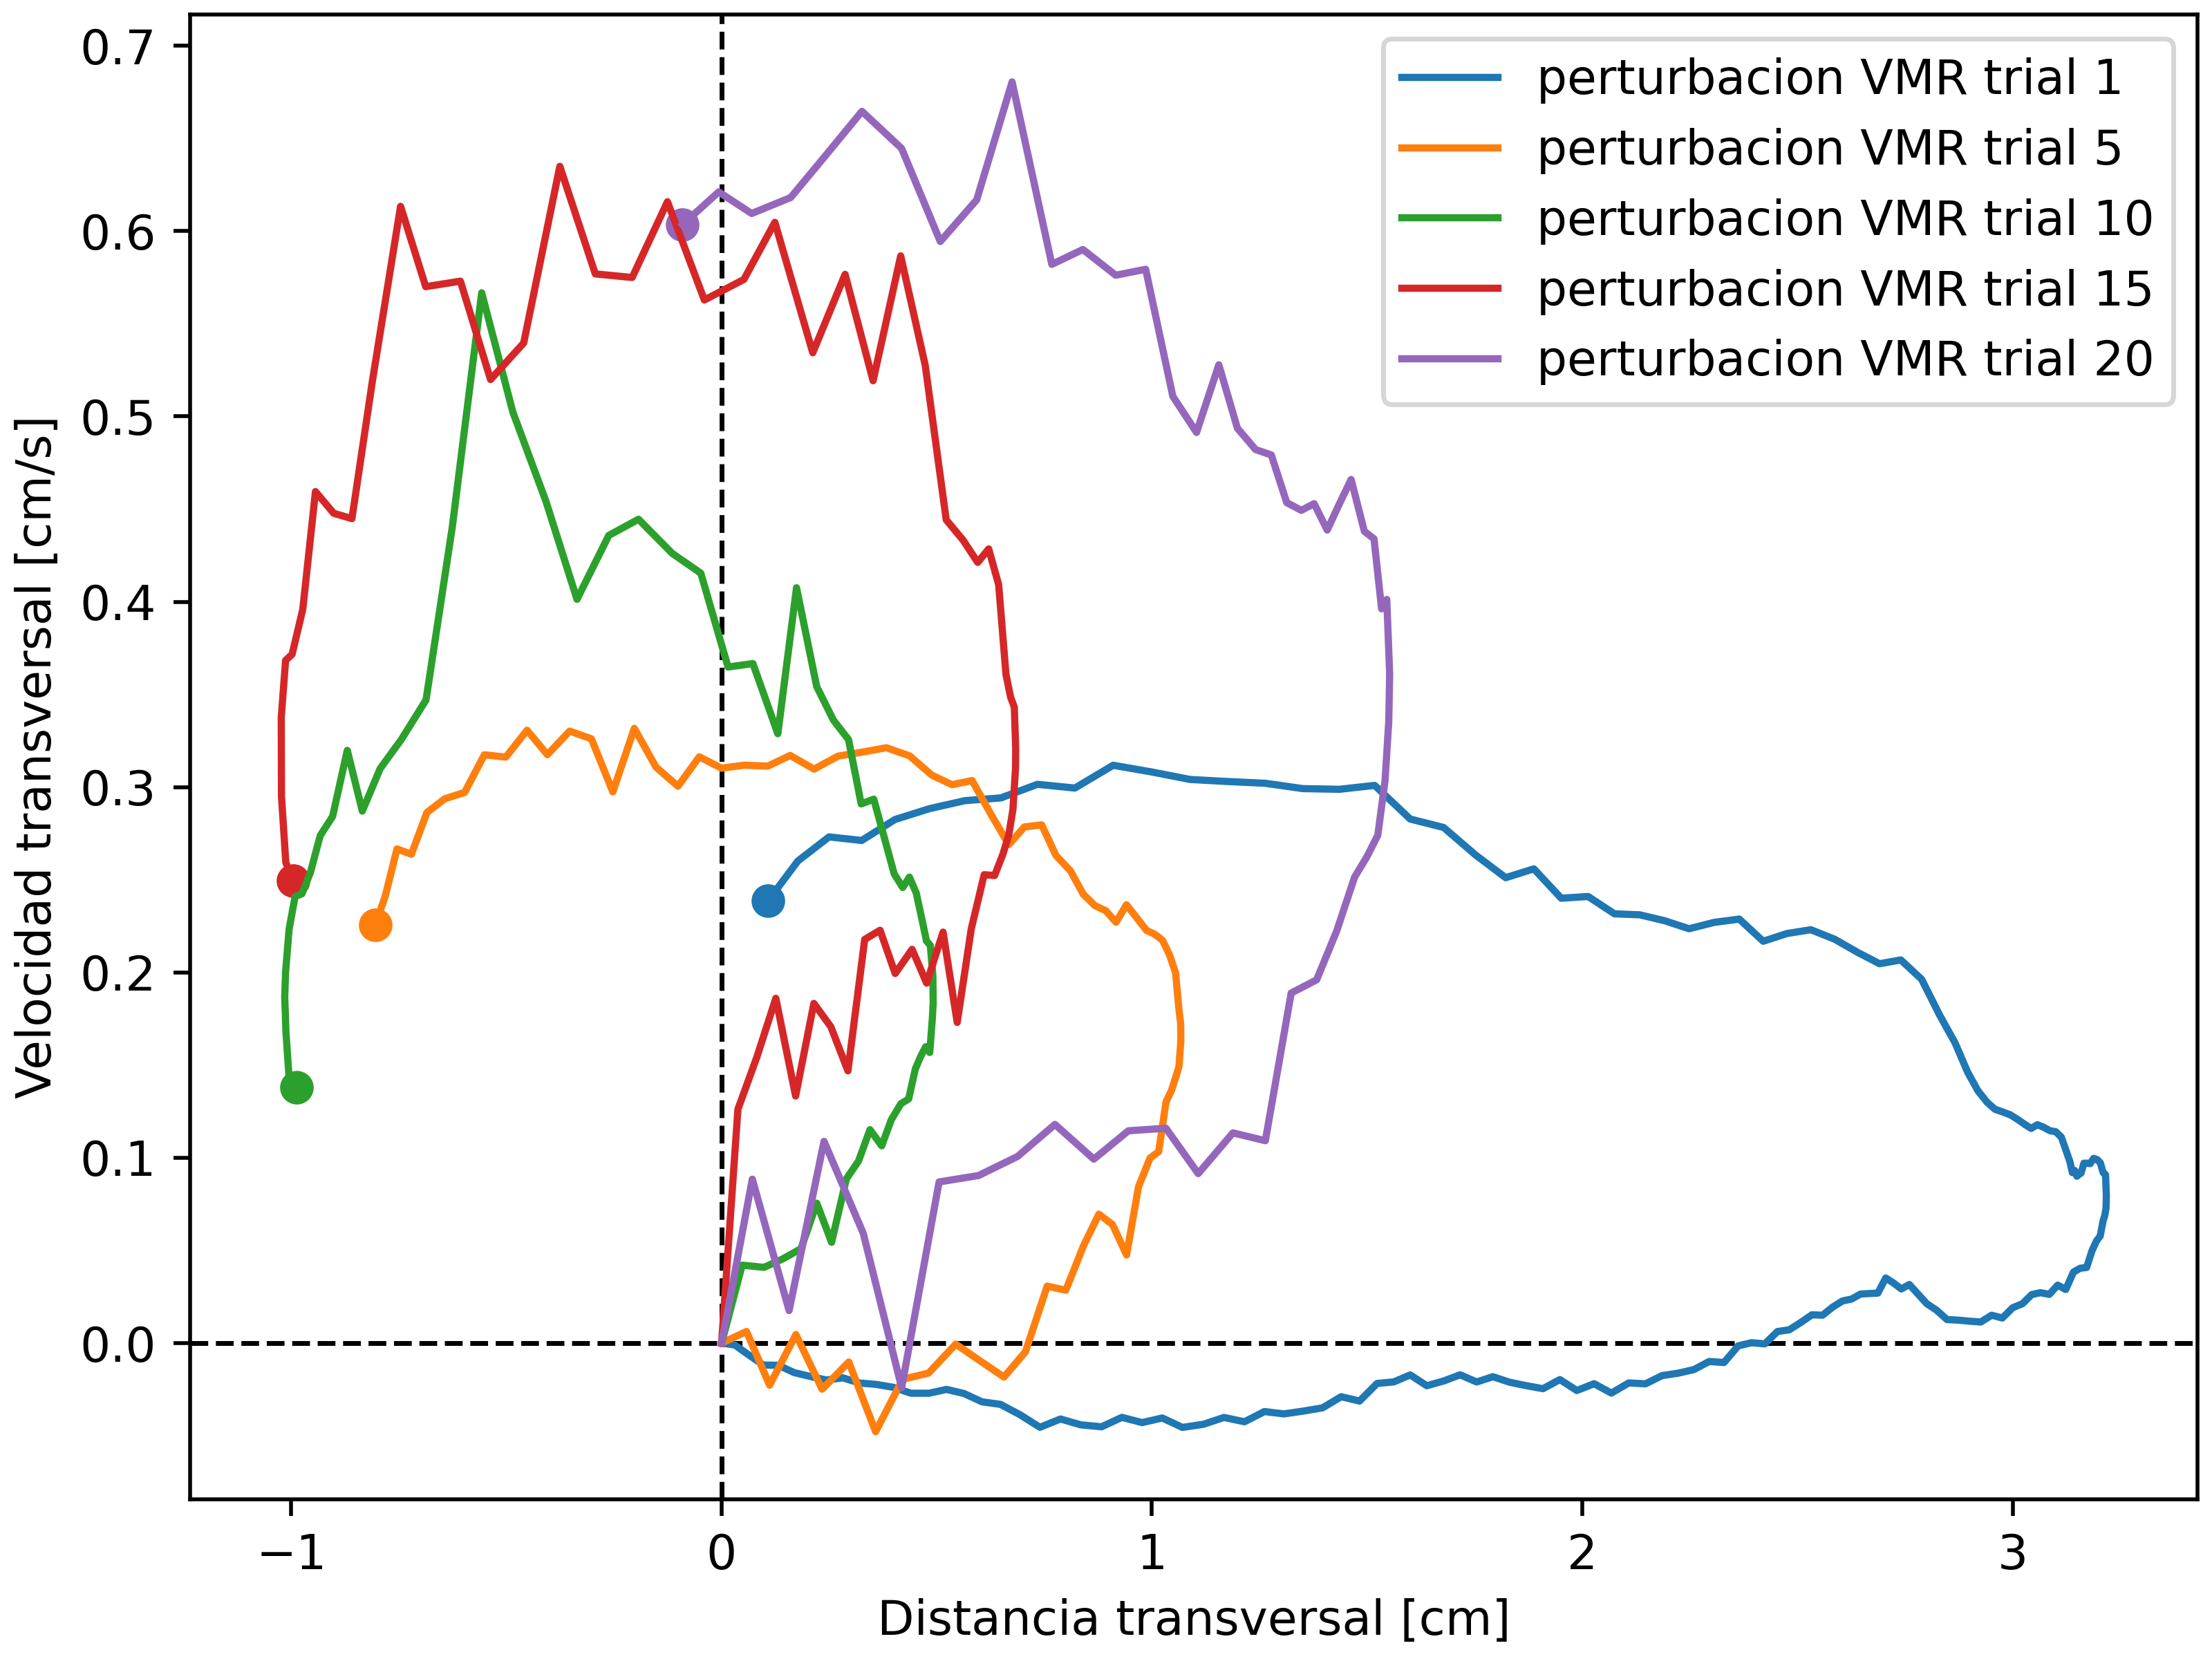 0.7
0.6
0.5
0.4
0.3
0.2
0.1
0.0
Velocidad transversal [cm/s]
perturbacion VMR trial 1
perturbacion VMR trial 5
perturbacion VMR trial 10
perturbacion VMR trial 15
perturbacion VMR trial 20
−1 0 1 2 3
Distancia transversal [cm]